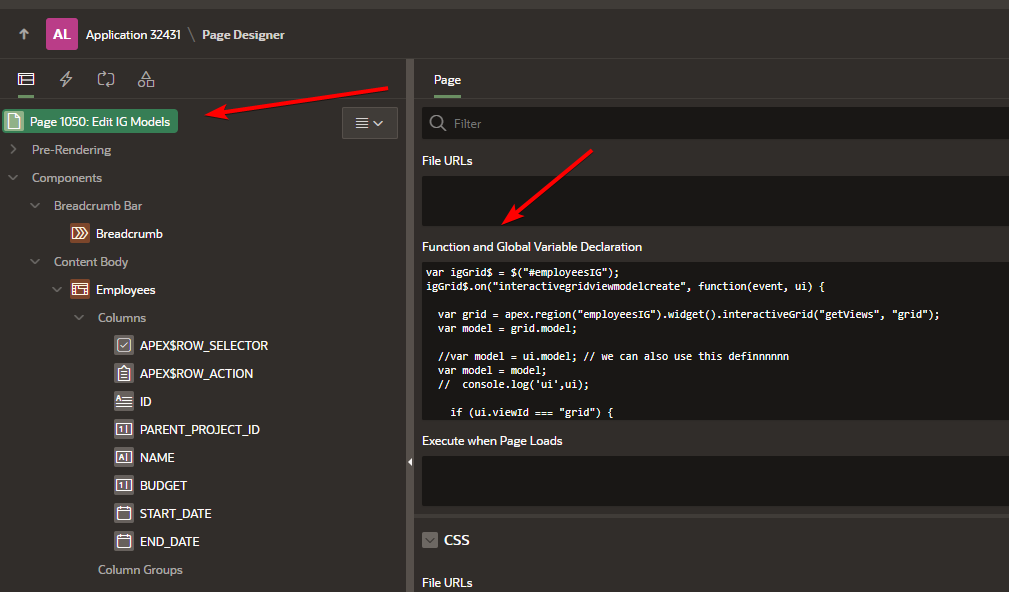 AL Application 32431 \ Page Designer
Page 1050: Edit IG Models
Pre-Rendering
Components
Breadcrumb Bar
Breadcrumb
Content Body
Employees
Columns
APEX$ROW_SELECTOR
APEX$ROW_ACTION
ID
PARENT_PROJECT_ID
NAME
BUDGET
START_DATE
END_DATE
Column Groups
Page
Filter
File URLs
Function and Global Variable Declaration
var igGrid$ = $("#employeesIG");
igGrid$.on("interactivegridviewmodelcreate", function(event, ui) {
var grid = apex.region("employeesIG").widget().interactiveGrid("getViews", "grid");
var model = grid.model;
//var model = ui.model; // we can also use this definnnnnn
var model = model;
// console.log('ui',ui);
if (ui.viewId === "grid") {
Execute when Page Loads
CSS
File URLs